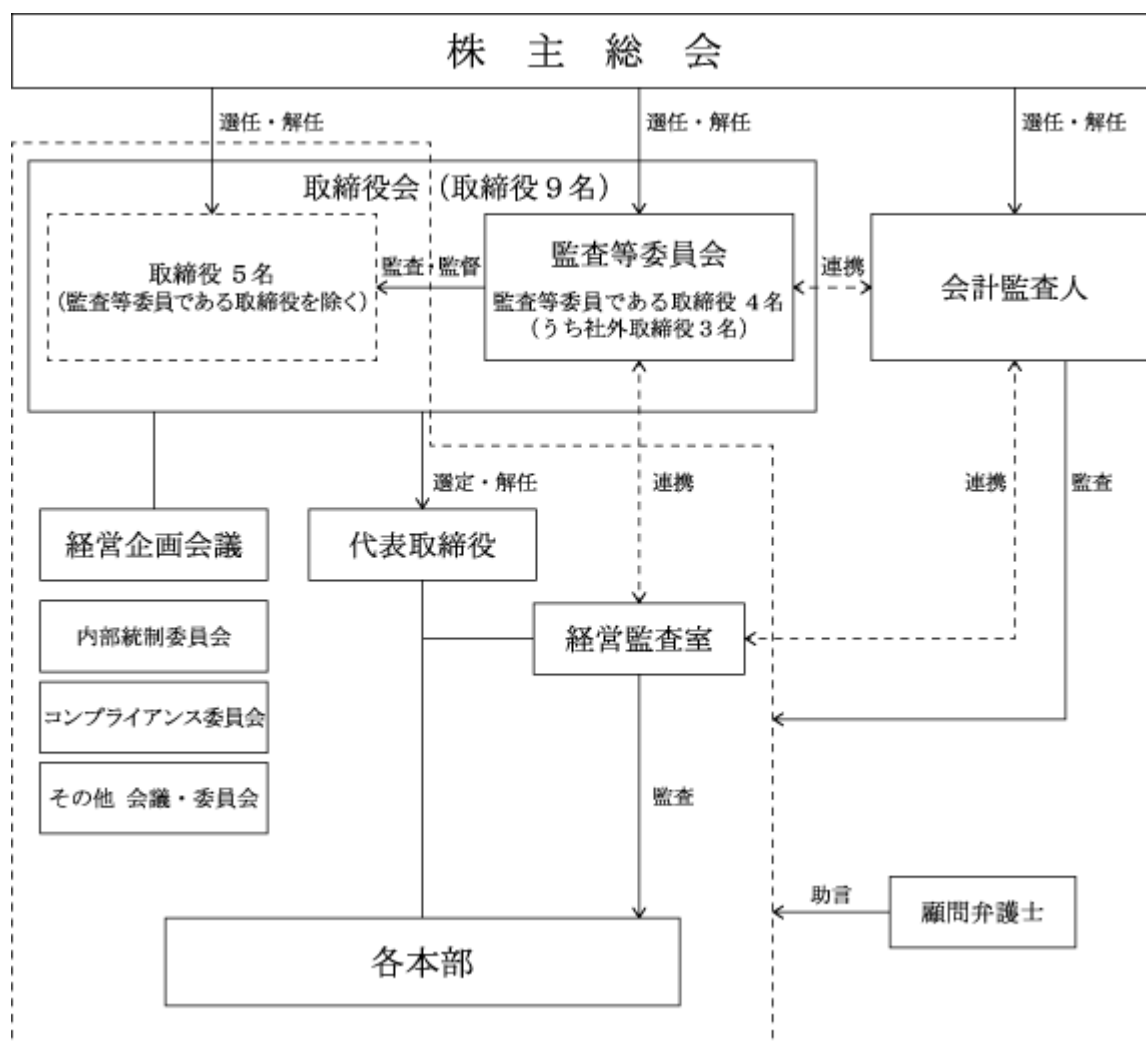 株 主 総 会
選任・解任
選任・解任
選任・解任
取締役会（取締役９名）
取締役 ５名
（監査等委員である取締役を除く）
監査・監督
監査等委員会
監査等委員である取締役 ４名
（うち社外取締役３名）
連携
会計監査人
選定・解任
連携
連携
監査
経営企画会議
代表取締役
内部統制委員会
経営監査室
コンプライアンス委員会
その他 会議・委員会
監査
助言
顧問弁護士
各本部